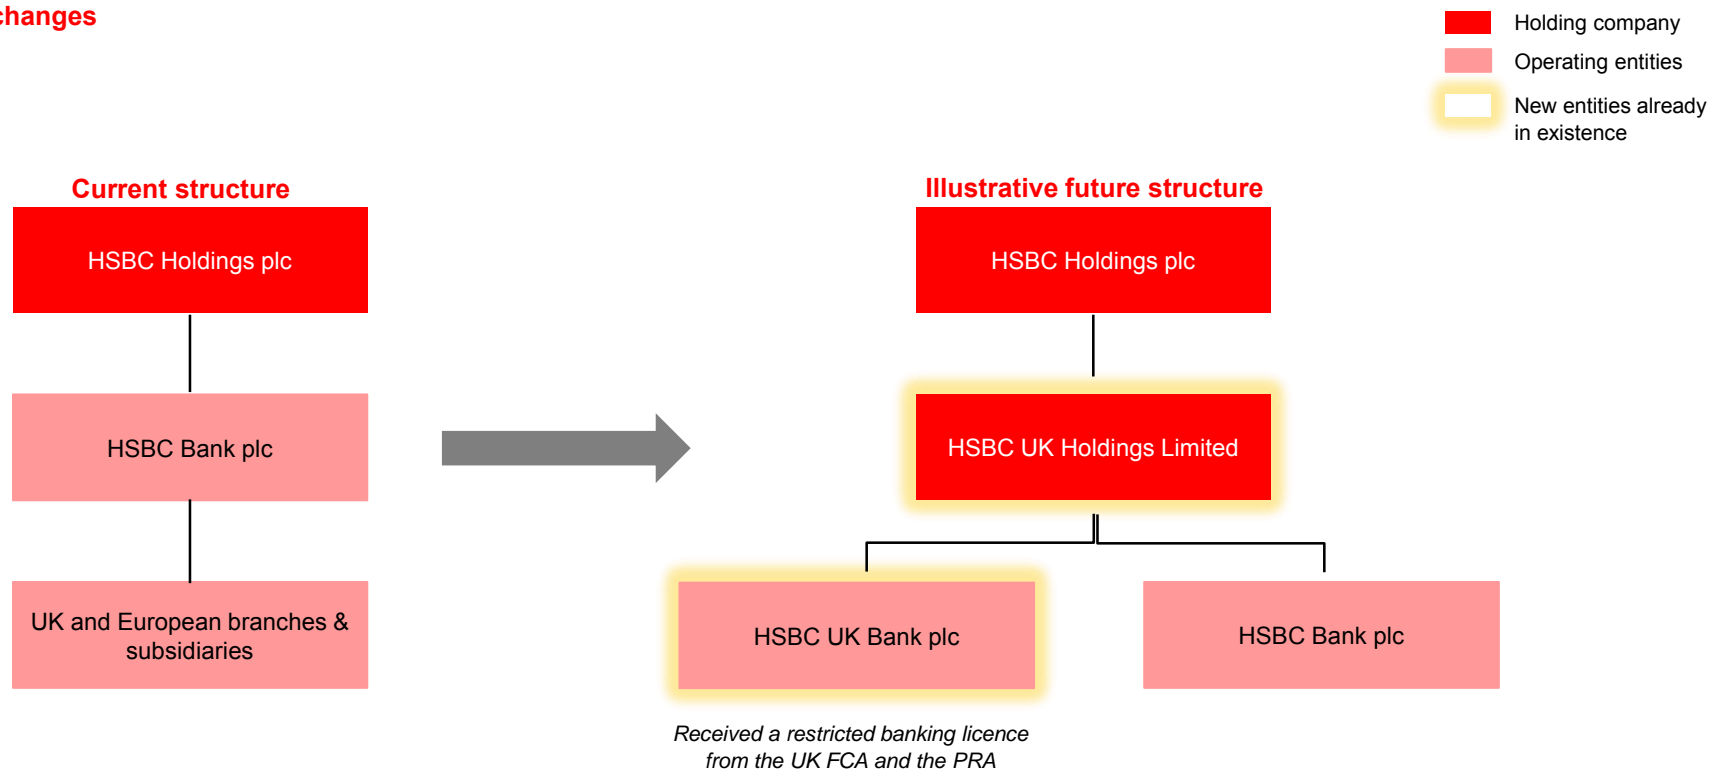 changes
Holding company
Operating entities
New entities already
in existence
Current structure
HSBC Holdings plc
HSBC Bank plc
UK and European branches &
subsidiaries
Illustrative future structure
HSBC Holdings plc
HSBC UK Holdings Limited
HSBC UK Bank plc
HSBC Bank plc
Received a restricted banking licence
from the UK FCA and the PRA